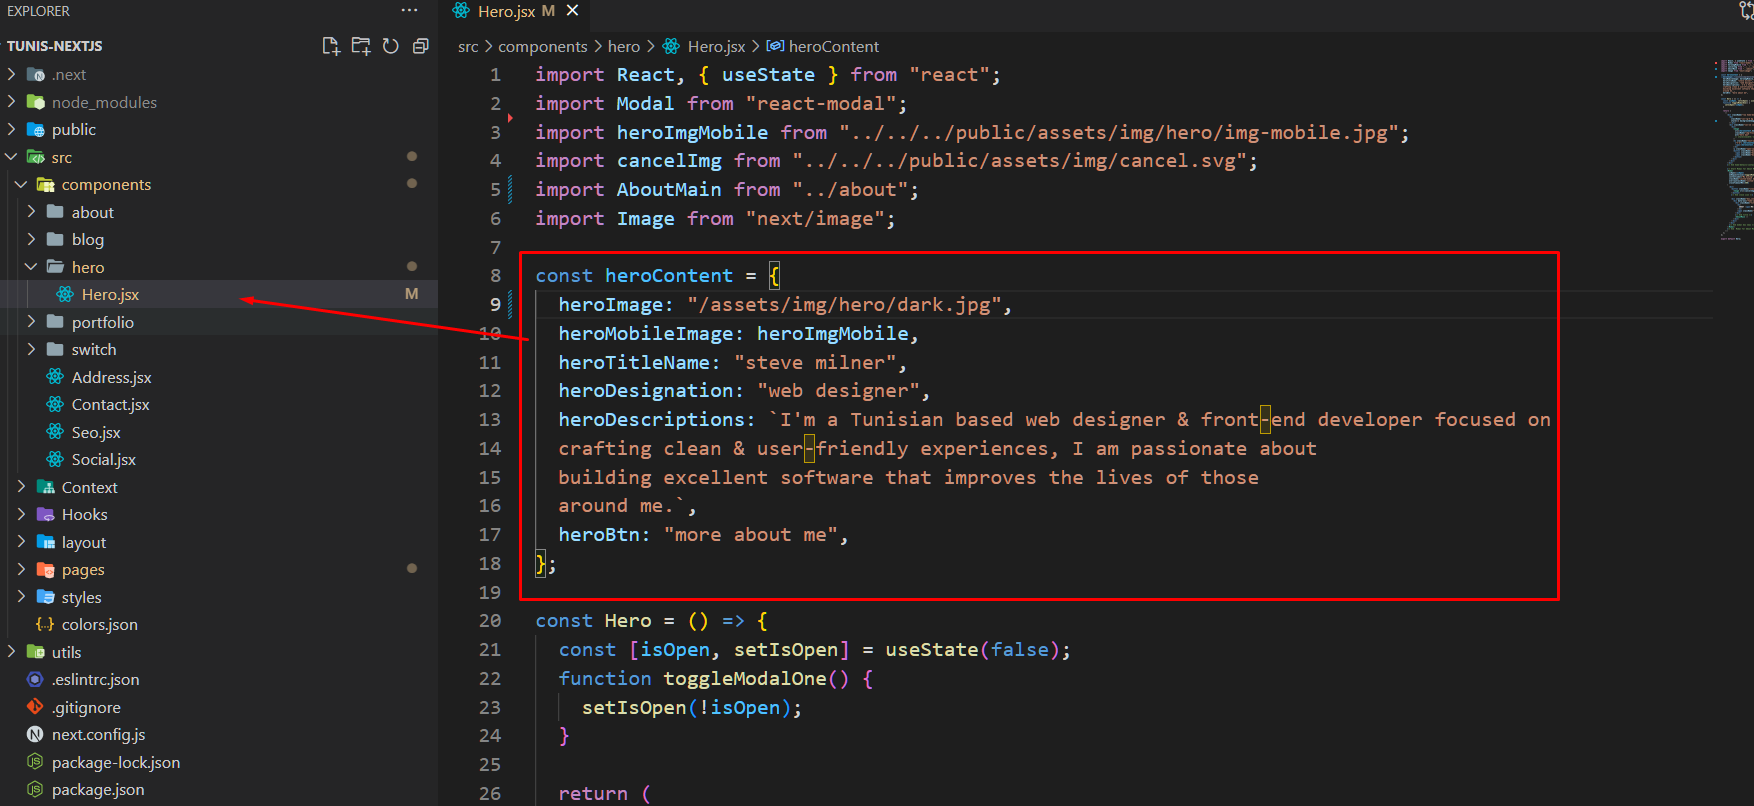 EXPLORER
TUNIS-NEXTJS
.next
node_modules
public
src
components
about
blog
hero
Hero.jsx M
portfolio
switch
Address.jsx
Contact.jsx
Seo.jsx
Social.jsx
Context
Hooks
layout
pages
styles
colors.json
utils
.eslintrc.json
.gitignore
next.config.js
package-lock.json
package.json
Hero.jsx M
src > components > hero > Hero.jsx > heroContent
1 import React, { useState } from "react";
2 import Modal from "react-modal";
3 import heroImgMobile from "../../../public/assets/img/hero/img-mobile.jpg";
4 import cancelImg from "../../../public/assets/img/cancel.svg";
5 import AboutMain from "../about";
6 import Image from "next/image";
7
8 const heroContent = {
9 heroImage: "/assets/img/hero/dark.jpg",
10 heroMobileImage: heroImgMobile,
11 heroTitleName: "steve milner",
12 heroDesignation: "web designer",
13 heroDescriptions: `I'm a Tunisian based web designer & front-end developer focused on
14 crafting clean & user-friendly experiences, I am passionate about
15 building excellent software that improves the lives of those
16 around me.`,
17 heroBtn: "more about me",
18 };
19
20 const Hero = () => {
21 const [isOpen, setIsOpen] = useState(false);
22 function toggleModalOne() {
23 setIsOpen(!isOpen);
24 }
25
26 return (